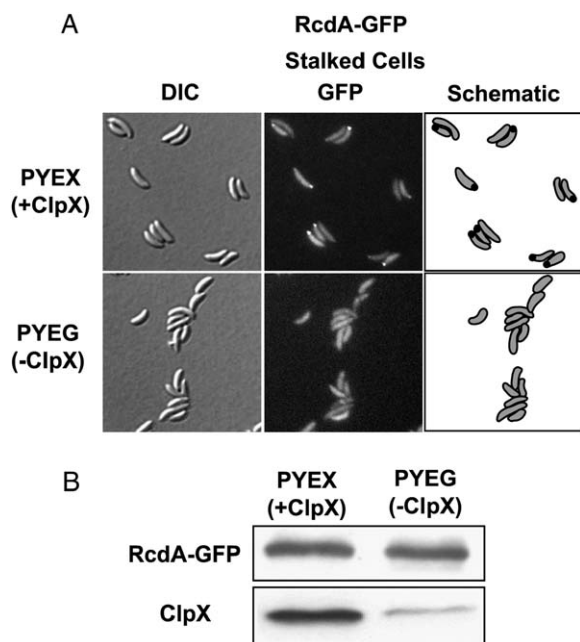 A
RcdA-GFP
Stalked Cells
DIC GFP Schematic
PYEX
(+ClpX)
PYEG
(-ClpX)
B
PYEX PYEG
(+ClpX) (-ClpX)
RcdA-GFP
ClpX